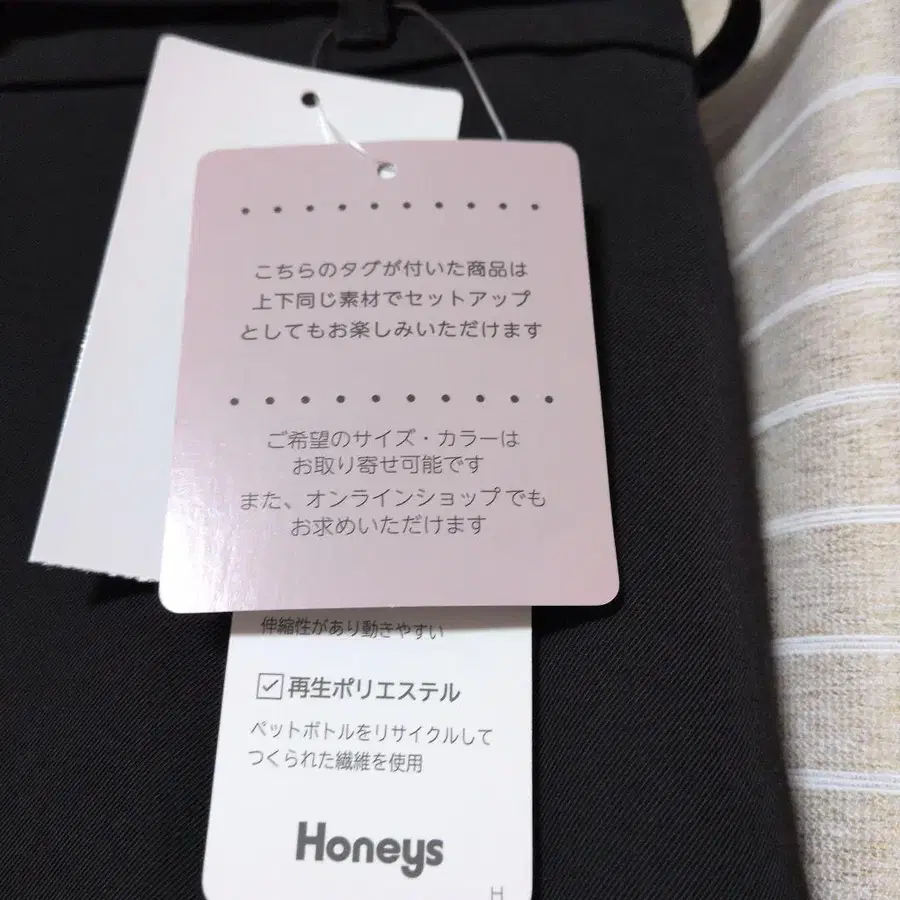 こちらのタグが付いた商品は
上下同じ素材でセットアップ
としてもお楽しみいただけます
ご希望のサイズ・カラーは
お取り寄せ可能です
また、オンラインショップでも
お求めいただけます
伸縮性があり動きやすい
☑再生ポリエステル
ペットボトルをリサイクルして
つくられた繊維を使用
Honeys
H